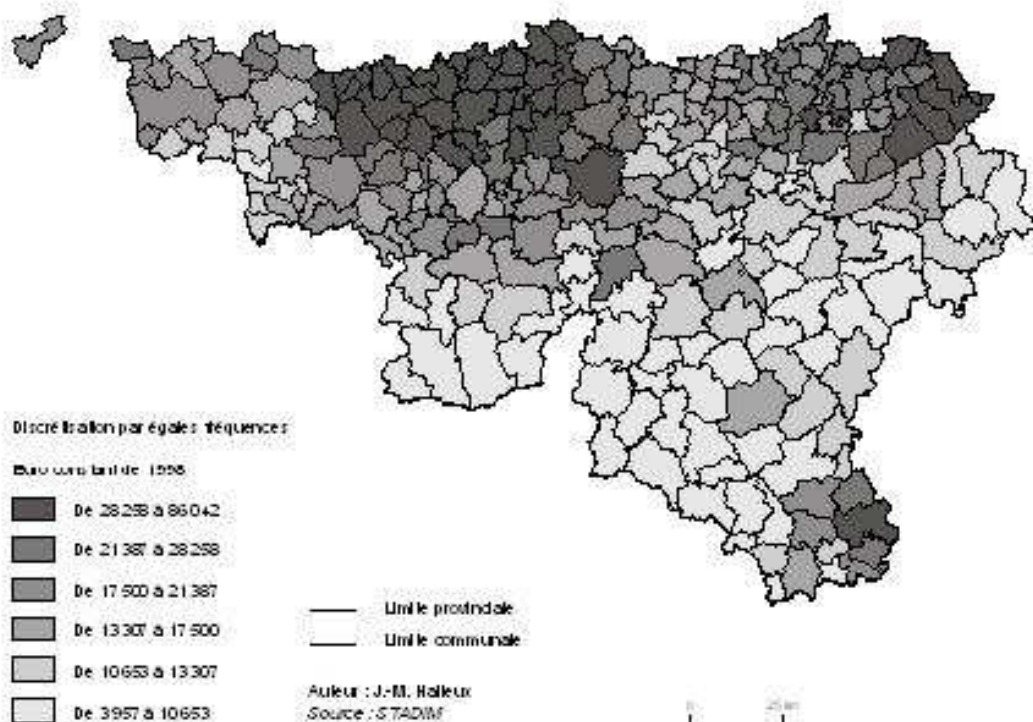 Discrétisation par égales fréquences
Euro constant de 1998
De 28 258 à 86 042
De 21 387 à 28 258
De 17 500 à 21 387
De 13 307 à 17 500
De 10 653 à 13 307
De 3 957 à 10 653
Limite provinciale
Limite communale
Auteur : J.-M. Halleux
Source : STADIM
0